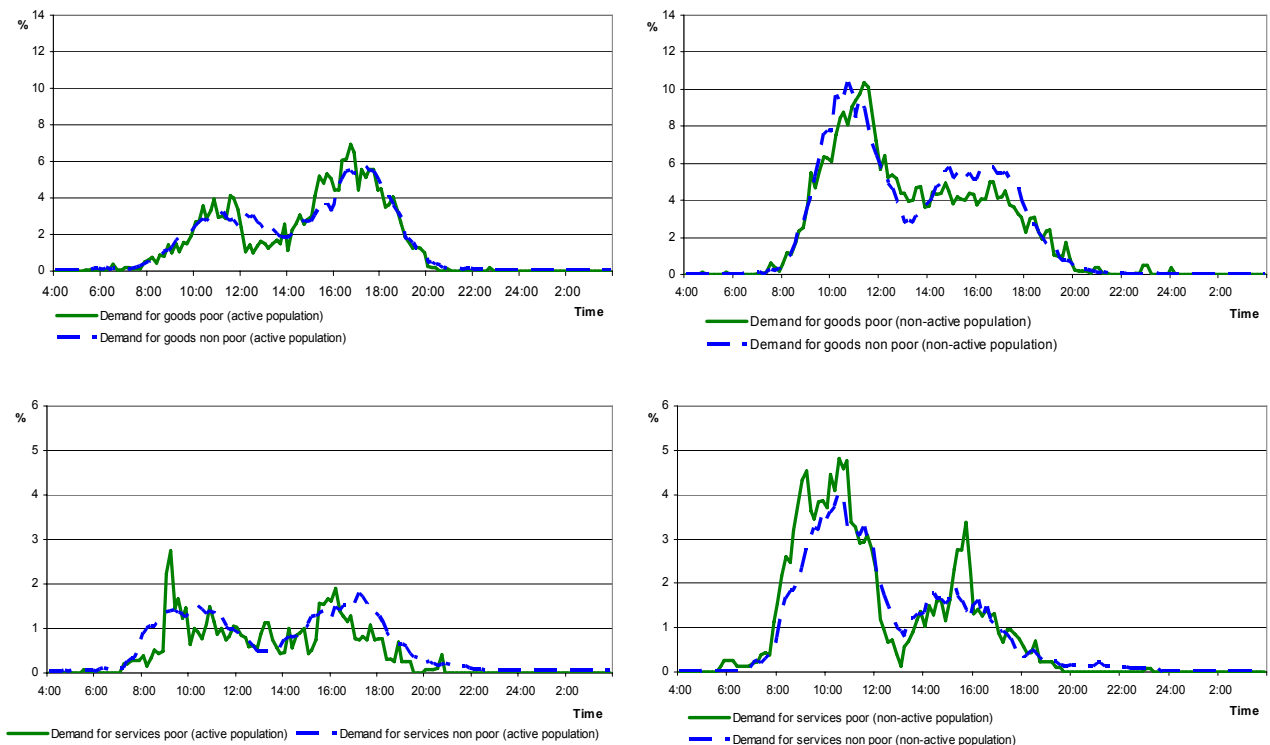 %
14
12
10
8
6
4
2
0
4:00 6:00 8:00 10:00 12:00 14:00 16:00 18:00 20:00 22:00 24:00 2:00
Time
Demand for goods poor (active population)
Demand for goods non poor (active population)
%
14
12
10
8
6
4
2
0
4:00 6:00 8:00 10:00 12:00 14:00 16:00 18:00 20:00 22:00 24:00 2:00
Time
Demand for goods poor (non-active population)
Demand for goods non poor (non-active population)
%
6
5
4
3
2
1
0
4:00 6:00 8:00 10:00 12:00 14:00 16:00 18:00 20:00 22:00 24:00 2:00
Time
Demand for services poor (active population) Demand for services non poor (active population)
%
6
5
4
3
2
1
0
4:00 6:00 8:00 10:00 12:00 14:00 16:00 18:00 20:00 22:00 24:00 2:00
Time
Demand for services poor (non-active population)
Demand for services non poor (non-active population)